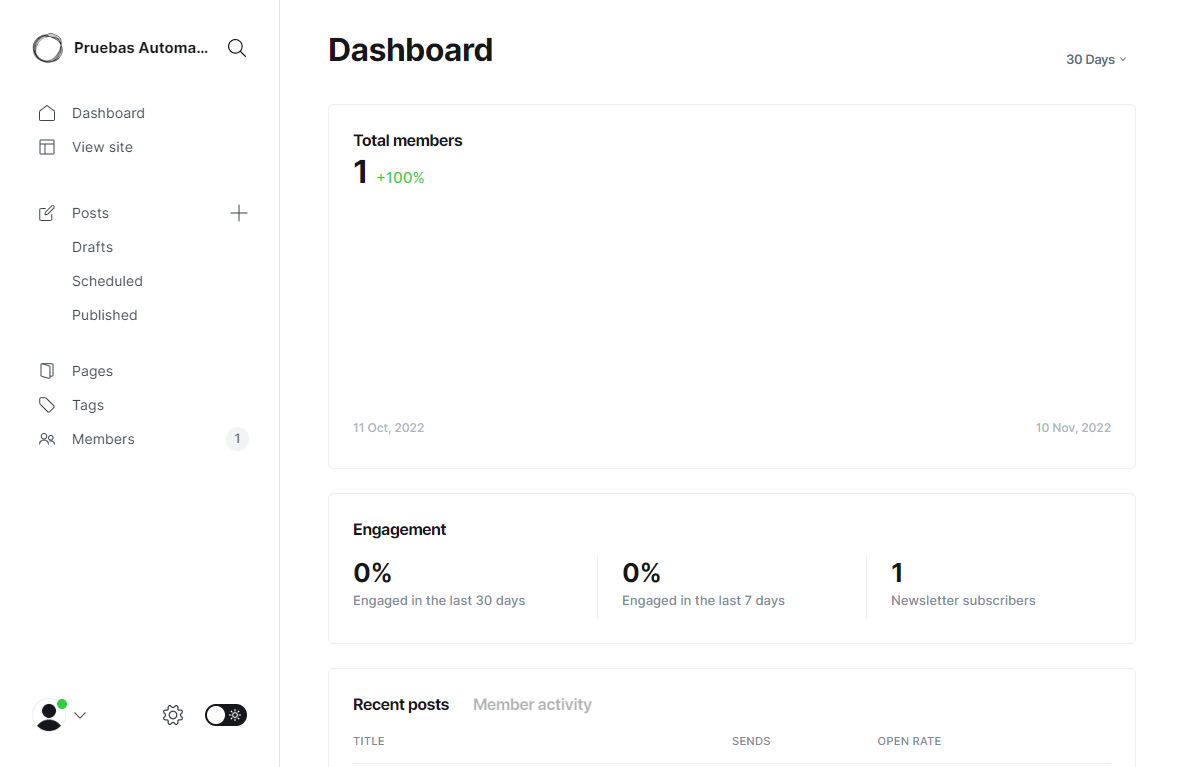 Pruebas Automa...
Dashboard
View site
Posts
Drafts
Scheduled
Published
Pages
Tags
Members 1
Dashboard
30 Days
Total members
1 +100%
11 Oct, 2022 10 Nov, 2022
Engagement
0% 0% 1
Engaged in the last 30 days Engaged in the last 7 days Newsletter subscribers
Recent posts Member activity
TITLE SENDS OPEN RATE